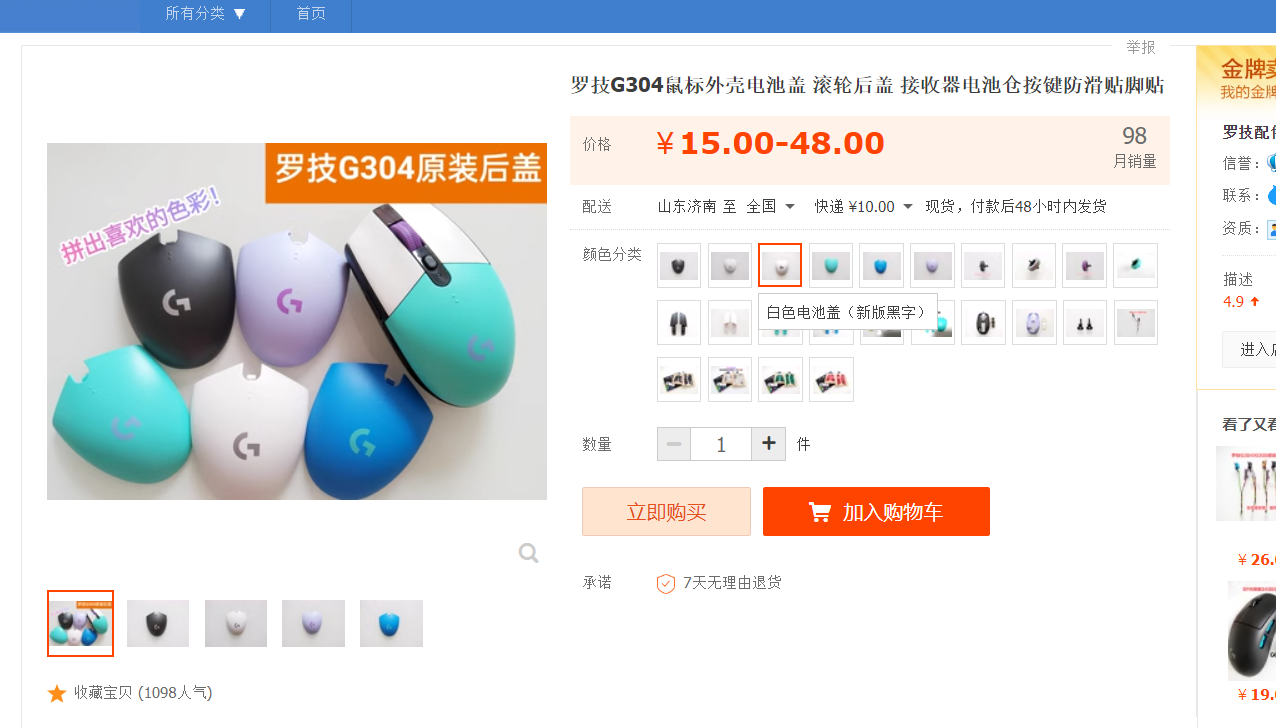 所有分类 ▼
首页
举报
罗技G304鼠标外壳电池盖 滚轮后盖 接收器电池仓按键防滑贴脚贴
价格
¥ 15.00-48.00
98
月销量
配送
山东济南 至 全国
快递 ¥10.00
现货，付款后48小时内发货
颜色分类
白色电池盖（新版黑字）
数量
1
件
立即购买
加入购物车
承诺
7天无理由退货
罗技G304原装后盖
拼出喜欢的色彩！
收藏宝贝 (1098人气)
金牌卖
我的金牌
罗技配件
信誉：
联系：
资质：
描述
4.9
进入店
看了又看
¥ 26.0
¥ 19.0